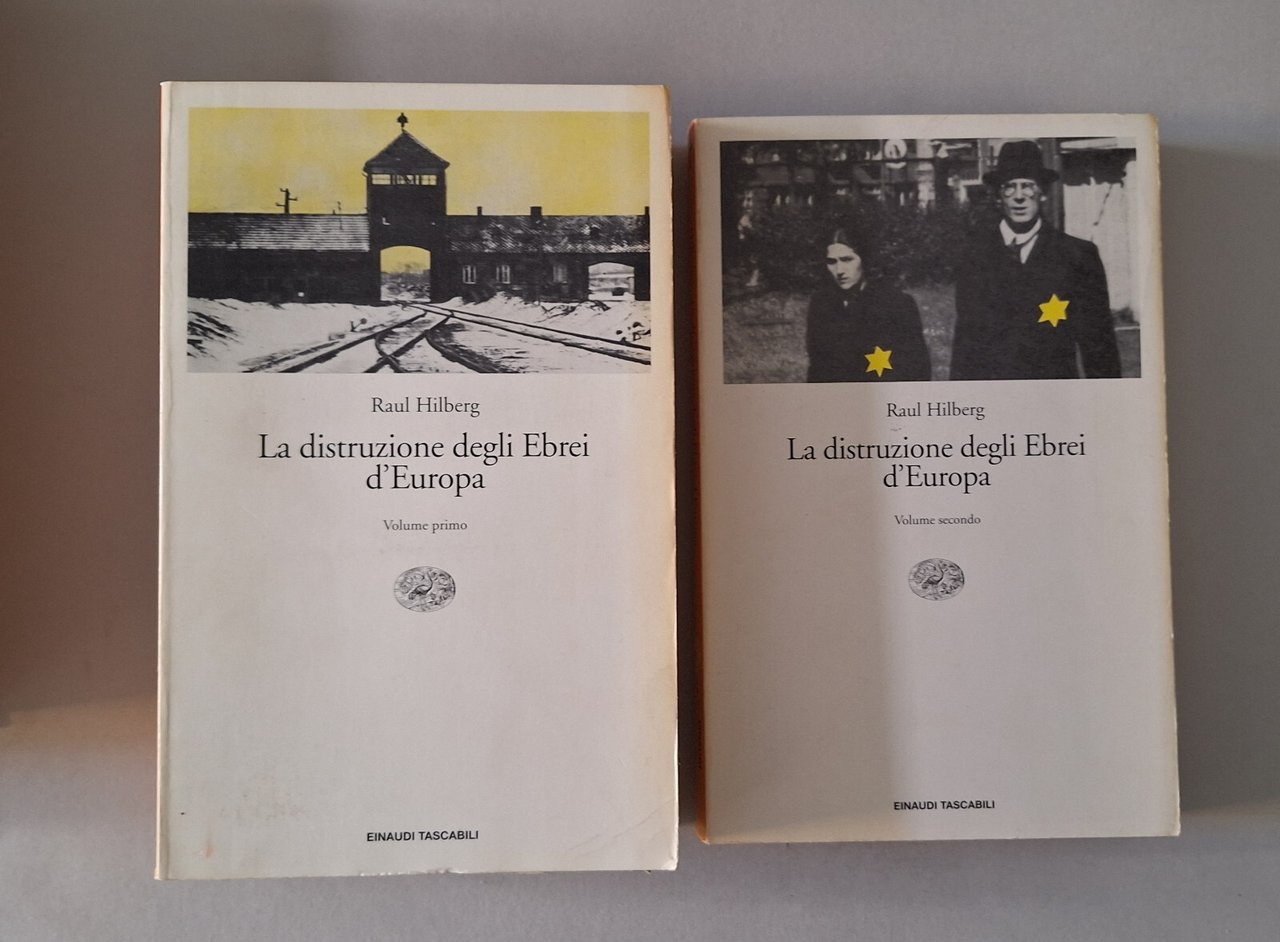 Raul Hilberg
La distruzione degli Ebrei
d'Europa
Volume primo
EINAUDI TASCABILI
Raul Hilberg
La distruzione degli Ebrei
d'Europa
Volume secondo
EINAUDI TASCABILI